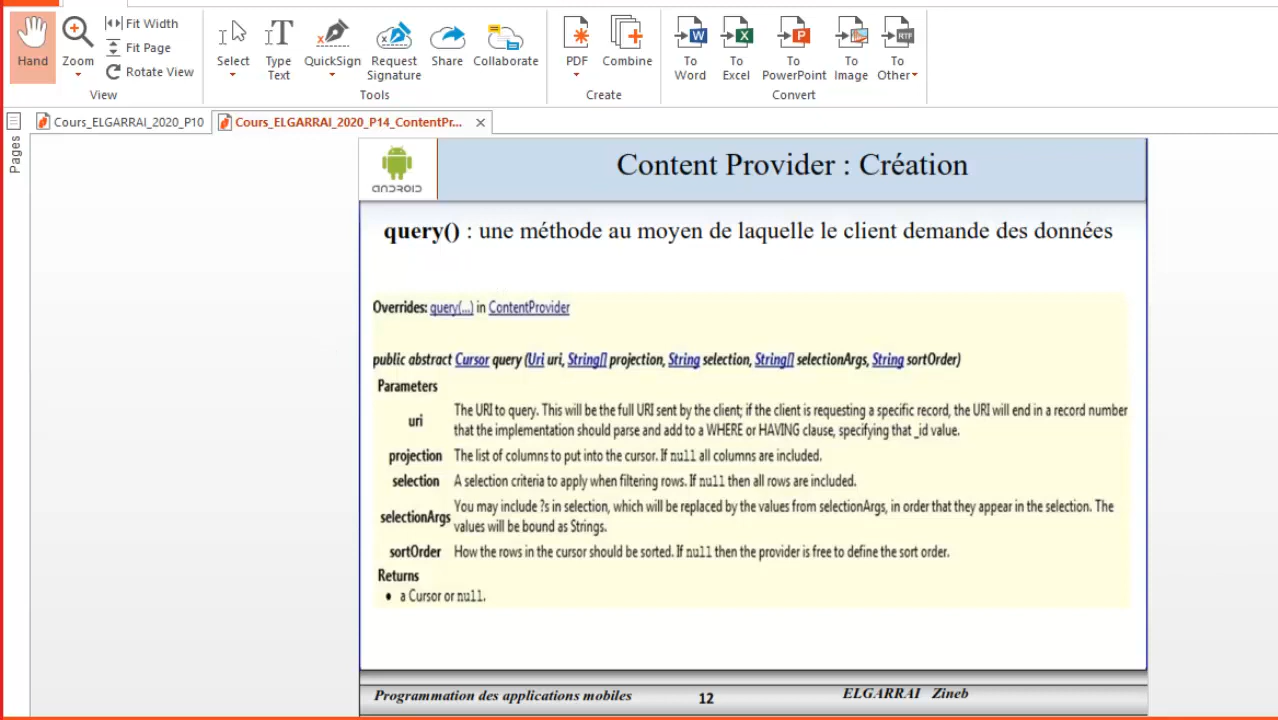 Fit Width
Fit Page
Rotate View
Hand
Zoom
View
Select
Type
Text
QuickSign
Request
Signature
Share
Collaborate
Tools
PDF
Combine
Create
To
Word
To
Excel
To
PowerPoint
To
Image
To
Other
Convert
Cours_ELGARRAI_2020_P10
Cours_ELGARRAI_2020_P14_ContentPr...
Pages
ANDROID
Content Provider : Création
query() : une méthode au moyen de laquelle le client demande des données
Overrides: query(...) in ContentProvider
public abstract Cursor query (Uri uri, String[] projection, String selection, String[] selectionArgs, String sortOrder)
Parameters
uri
The URI to query. This will be the full URI sent by the client; if the client is requesting a specific record, the URI will end in a record number
that the implementation should parse and add to a WHERE or HAVING clause, specifying that _id value.
projection The list of columns to put into the cursor. If null all columns are included.
selection A selection criteria to apply when filtering rows. If null then all rows are included.
selectionArgs
You may include ?s in selection, which will be replaced by the values from selectionArgs, in order that they appear in the selection. The
values will be bound as Strings.
sortOrder How the rows in the cursor should be sorted. If null then the provider is free to define the sort order.
Returns
• a Cursor or null.
Programmation des applications mobiles 12 ELGARRAI Zineb